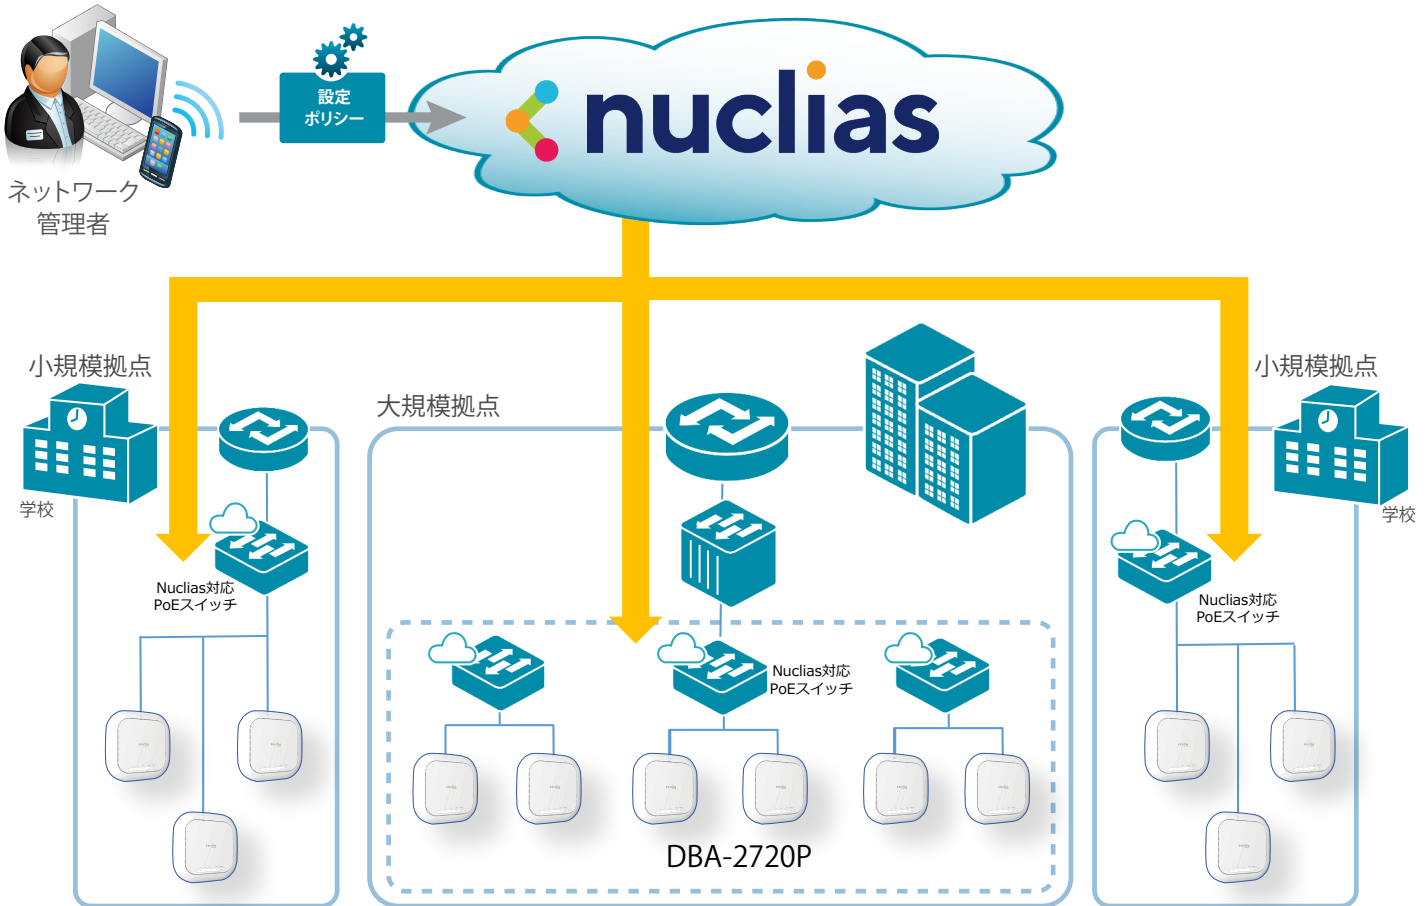 設定
ポリシー
nuclias
ネットワーク
管理者
小規模拠点
学校
Nuclias対応
PoEスイッチ
大規模拠点
Nuclias対応
PoEスイッチ
DBA-2720P
小規模拠点
学校
Nuclias対応
PoEスイッチ